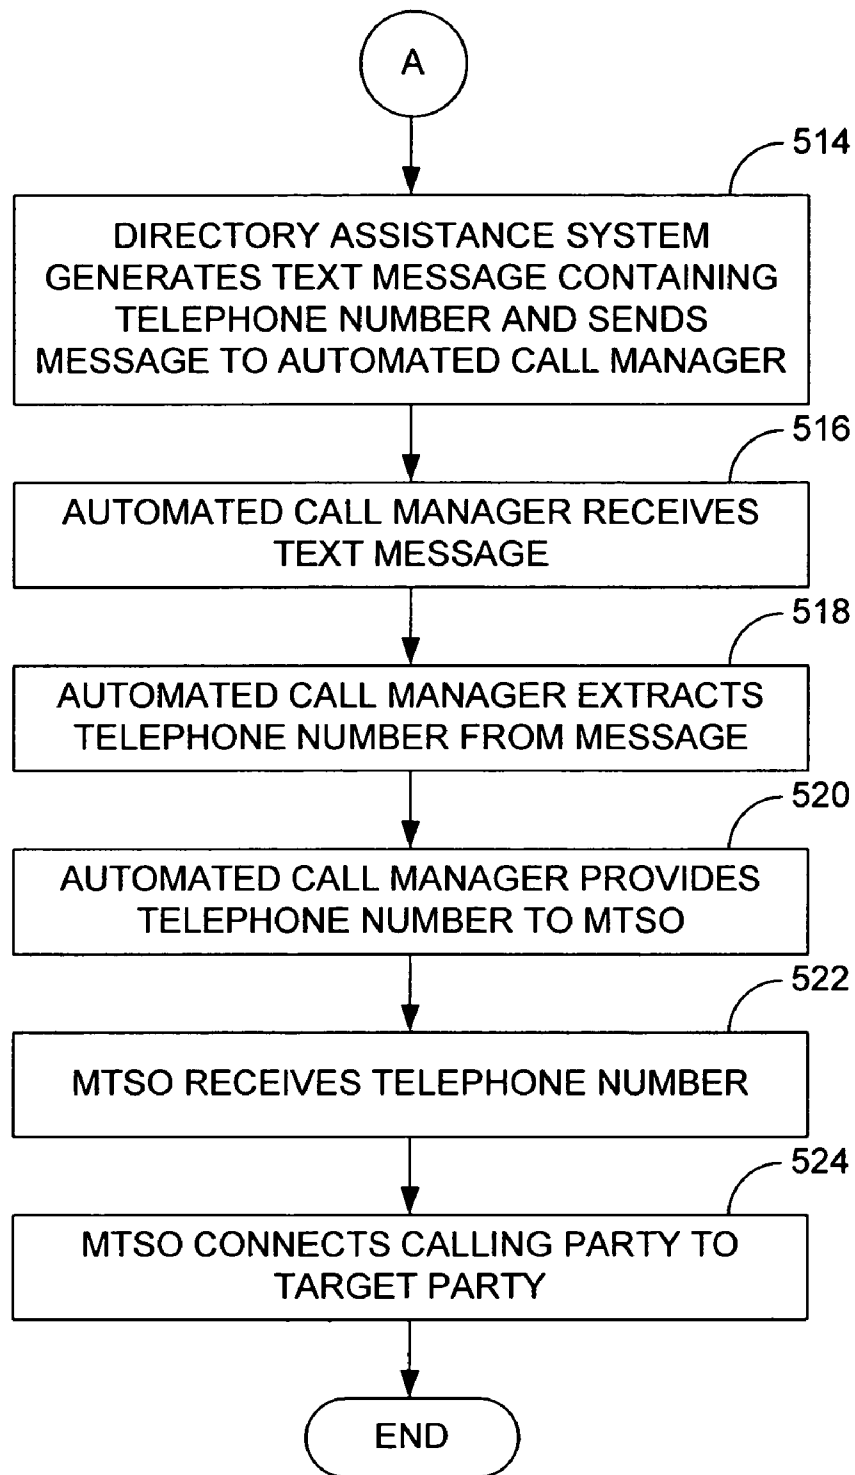 A
514
DIRECTORY ASSISTANCE SYSTEM
GENERATES TEXT MESSAGE CONTAINING
TELEPHONE NUMBER AND SENDS
MESSAGE TO AUTOMATED CALL MANAGER
516
AUTOMATED CALL MANAGER RECEIVES
TEXT MESSAGE
518
AUTOMATED CALL MANAGER EXTRACTS
TELEPHONE NUMBER FROM MESSAGE
520
AUTOMATED CALL MANAGER PROVIDES
TELEPHONE NUMBER TO MTSO
522
MTSO RECEIVES TELEPHONE NUMBER
524
MTSO CONNECTS CALLING PARTY TO
TARGET PARTY
END